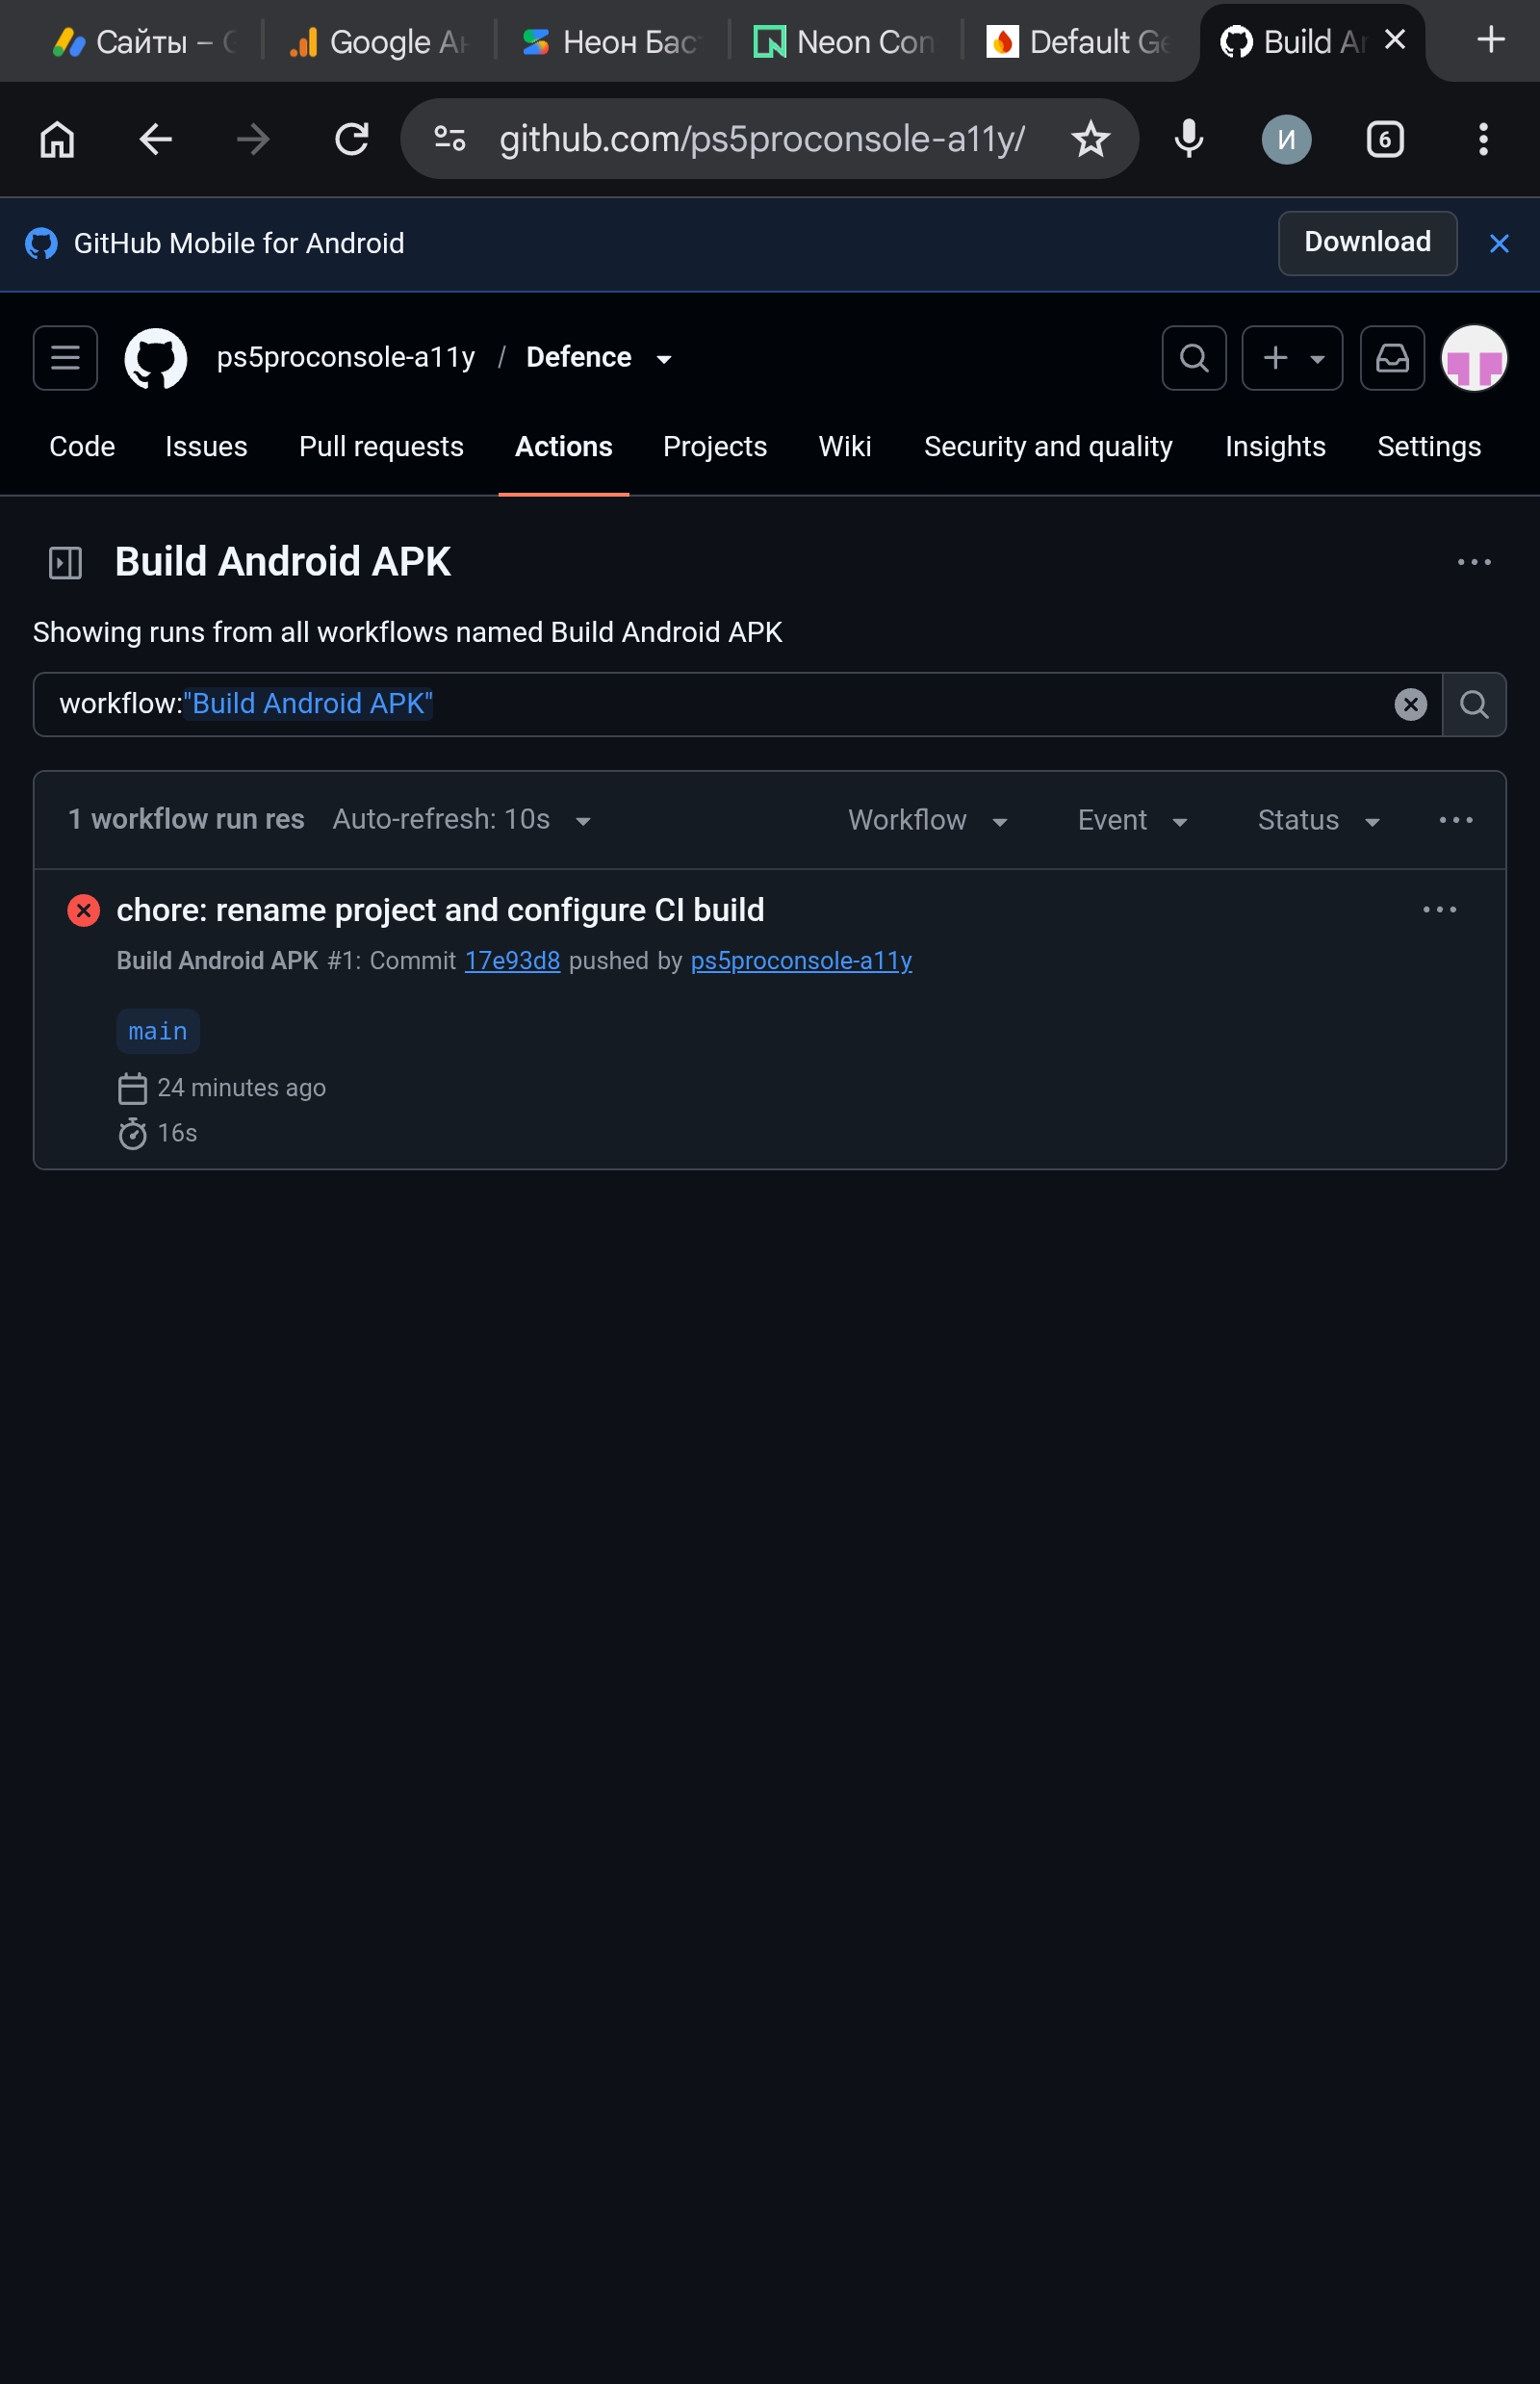 Сайты – С
Google Ан
Неон Баст
Neon Con
Default Ge
Build Ar
github.com/ps5proconsole-a11y/
И
6
GitHub Mobile for Android
Download
ps5proconsole-a11y / Defence
Code
Issues
Pull requests
Actions
Projects
Wiki
Security and quality
Insights
Settings
Build Android APK
Showing runs from all workflows named Build Android APK
workflow:"Build Android APK"
1 workflow run res
Auto-refresh: 10s
Workflow
Event
Status
chore: rename project and configure CI build
Build Android APK #1: Commit 17e93d8 pushed by ps5proconsole-a11y
main
24 minutes ago
16s